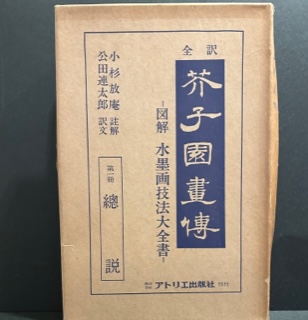 全訳
芥子園畫傳
-図解 水墨画技法大全書-
小杉放庵 註解
公田連太郎 訳文
第一冊 總説
アトリエ出版社